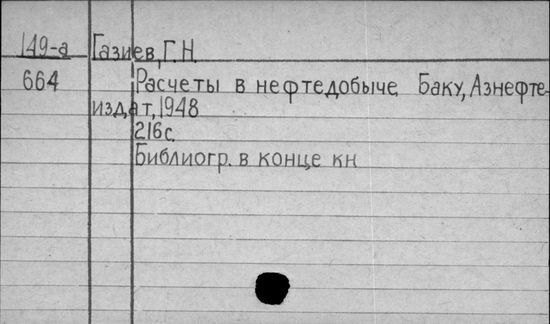 149-а Газиев, Г. Н.
664 Расчеты в нефтедобыче. Баку, Азнефте-
издат, 1948
216с.
Библиогр. в конце кн